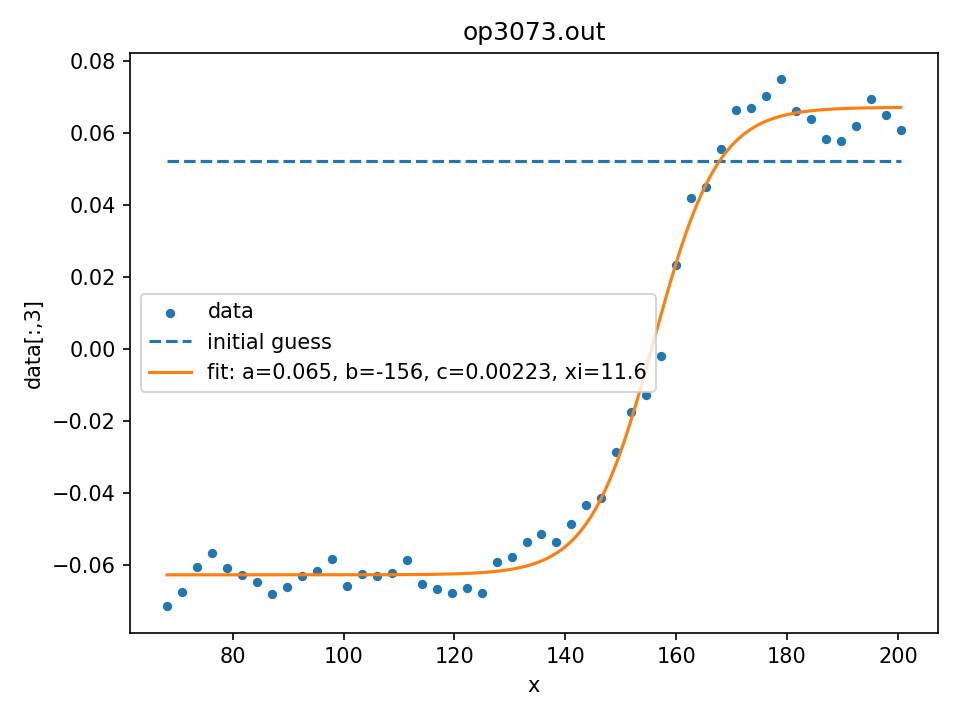 op3073.out
0.08
0.06
0.04
0.02
0.00
−0.02
−0.04
−0.06
data[:,3]
data
initial guess
fit: a=0.065, b=-156, c=0.00223, xi=11.6
80 100 120 140 160 180 200
x